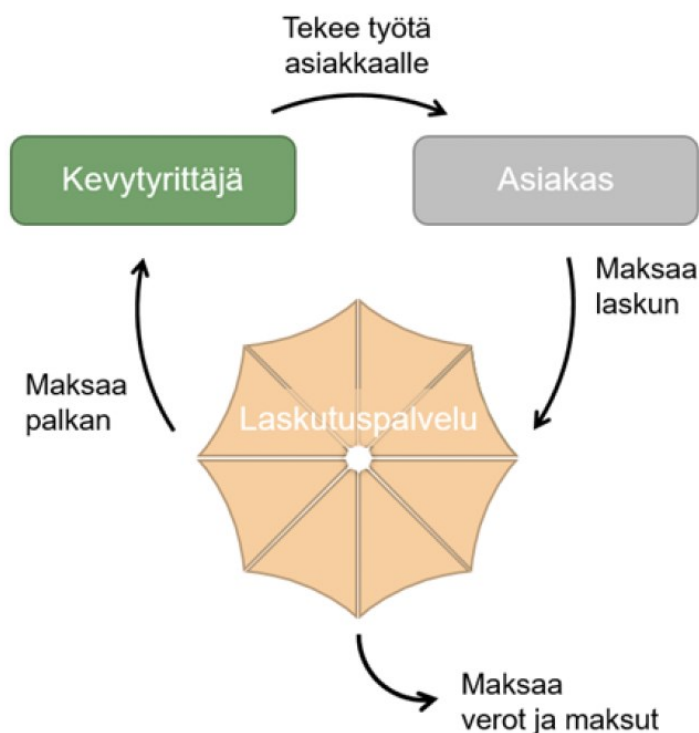 Tekee työtä
asiakkaalle
Kevytyrittäjä
Asiakas
Maksaa
laskun
Maksaa
palkan
Laskutuspalvelu
Maksaa
verot ja maksut